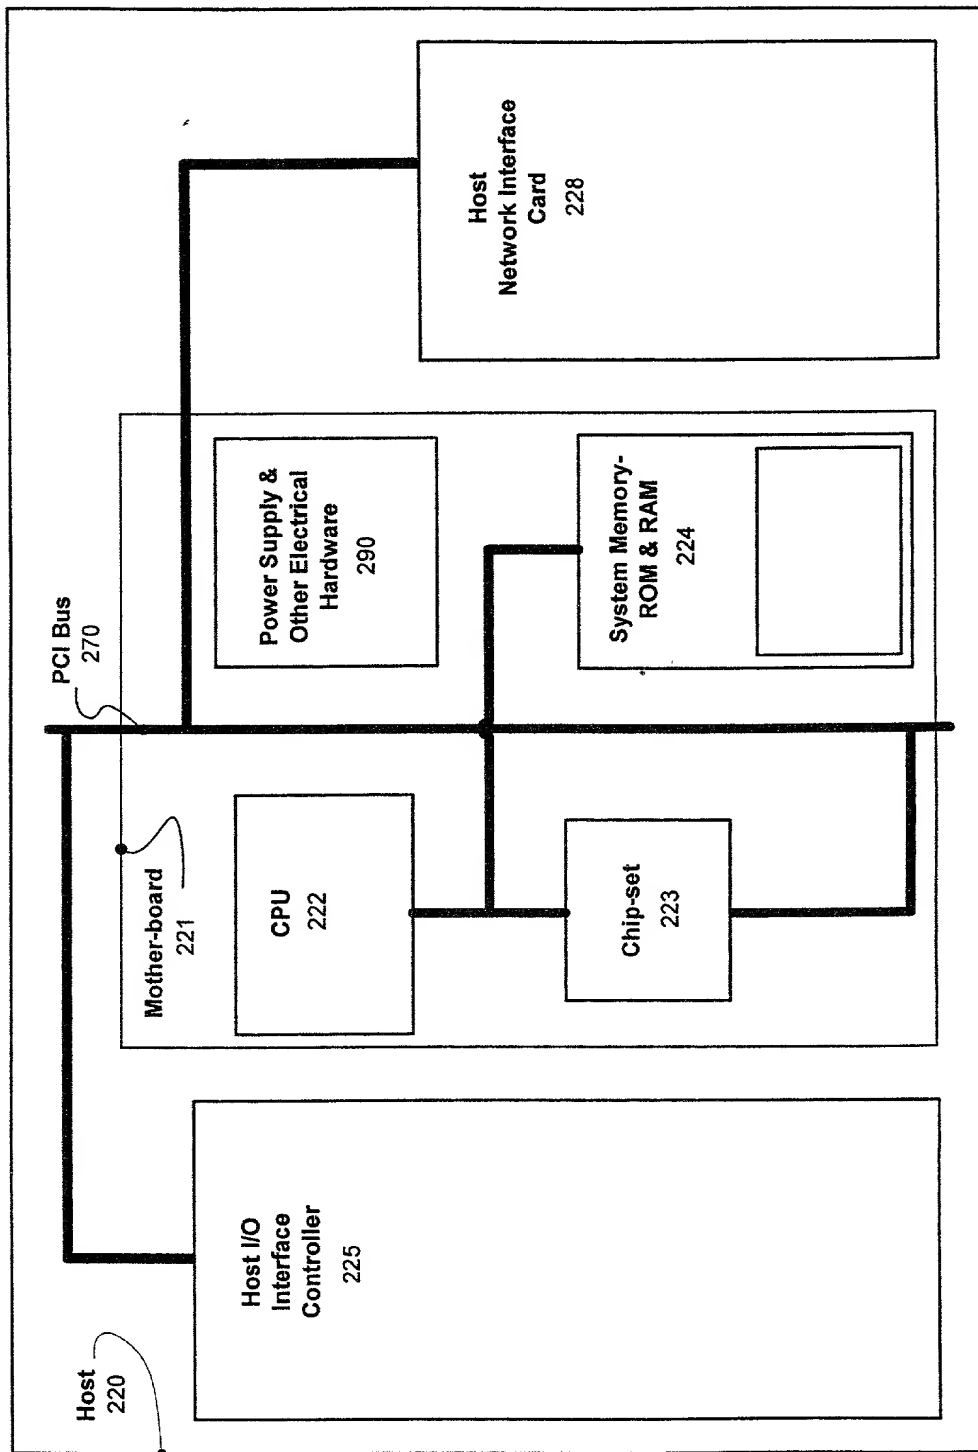 Host
220
Host I/O
Interface
Controller
225
Mother-board
221
CPU
222
Chip-set
223
PCI Bus
270
Power Supply &
Other Electrical
Hardware
290
System Memory-
ROM & RAM
224
Host
Network Interface
Card
228